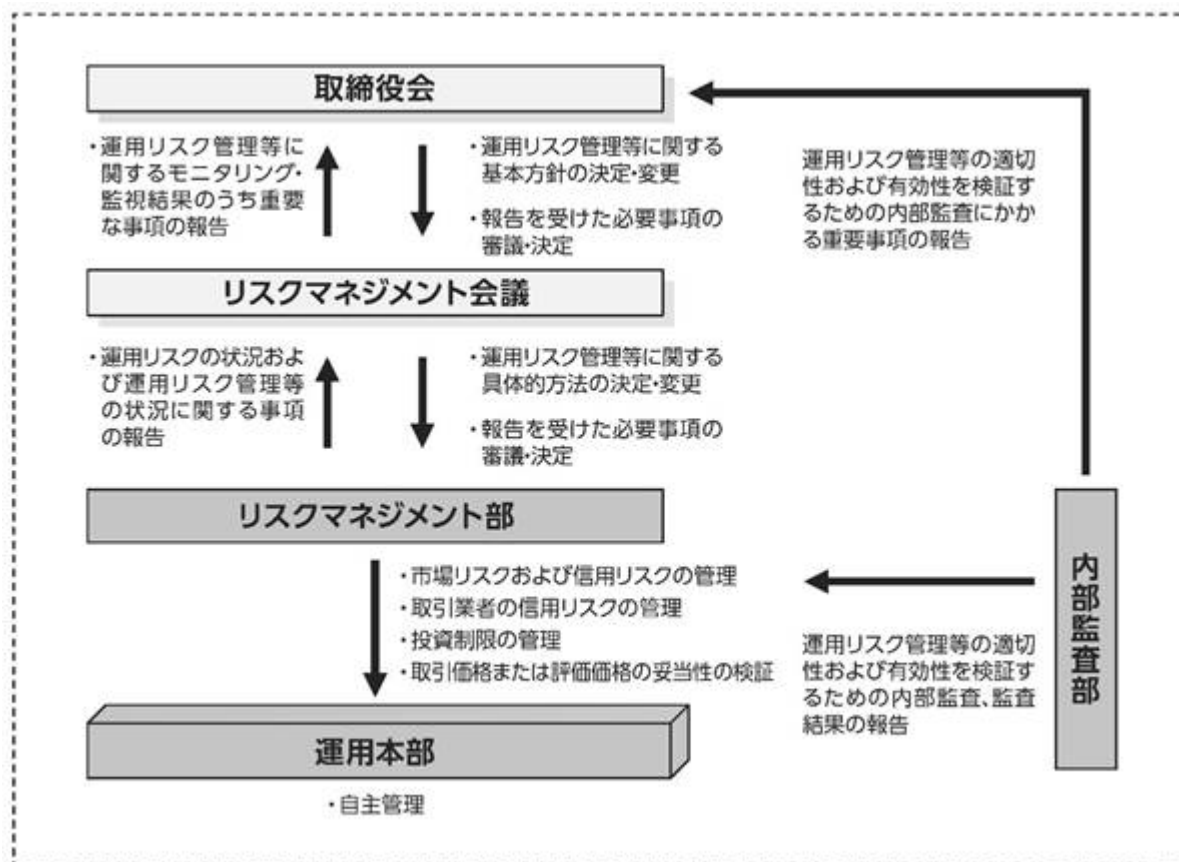 取締役会
・運用リスク管理等に
関するモニタリング・
監視結果のうち重要
な事項の報告
・運用リスク管理等に関する
基本方針の決定・変更
・報告を受けた必要事項の
審議・決定
運用リスク管理等の適切
性および有効性を検証す
るための内部監査にかか
る重要事項の報告
リスクマネジメント会議
・運用リスクの状況およ
び運用リスク管理等
の状況に関する事項
の報告
・運用リスク管理等に関する
具体的方法の決定・変更
・報告を受けた必要事項の
審議・決定
リスクマネジメント部
・市場リスクおよび信用リスクの管理
・取引業者の信用リスクの管理
・投資制限の管理
・取引価格または評価価格の妥当性の検証
運用リスク管理等の適切
性および有効性を検証す
るための内部監査、監査
結果の報告
内部監査部
運用本部
・自主管理